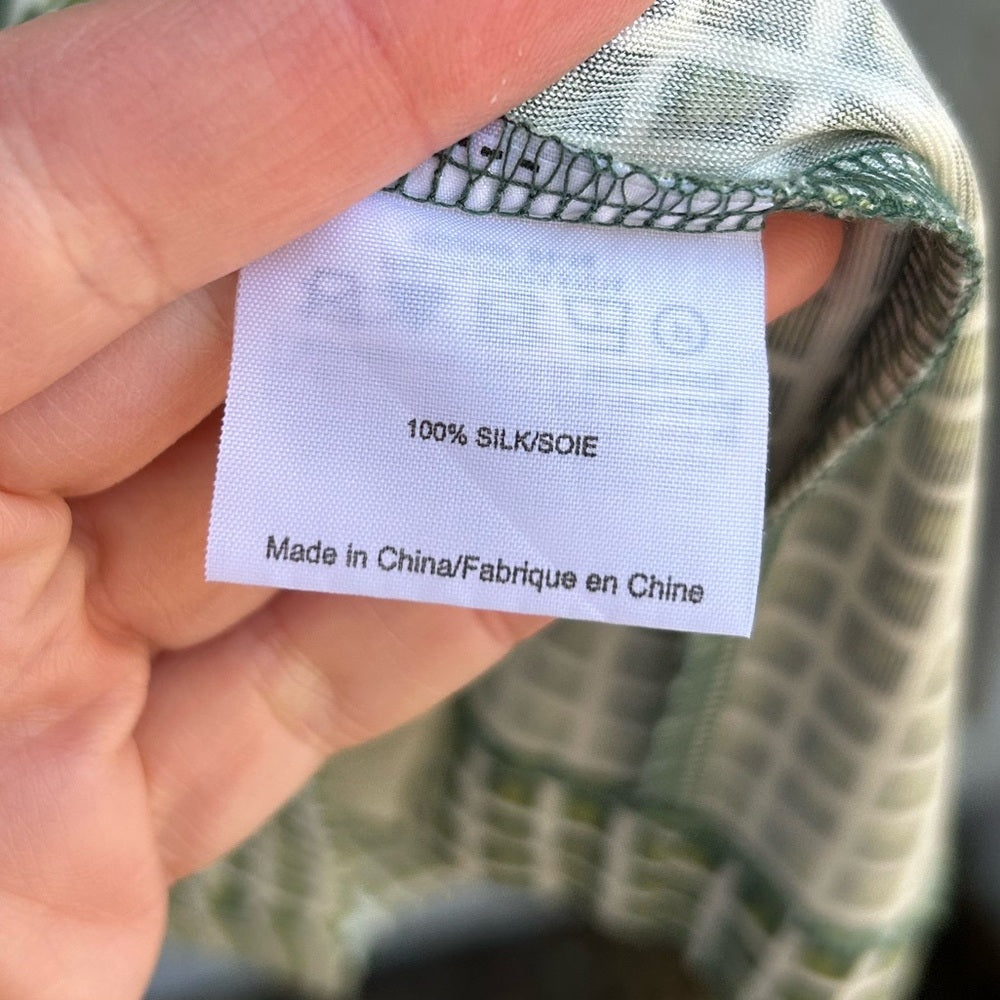 100% SILK/SOIE
Made in China/Fabrique en Chine